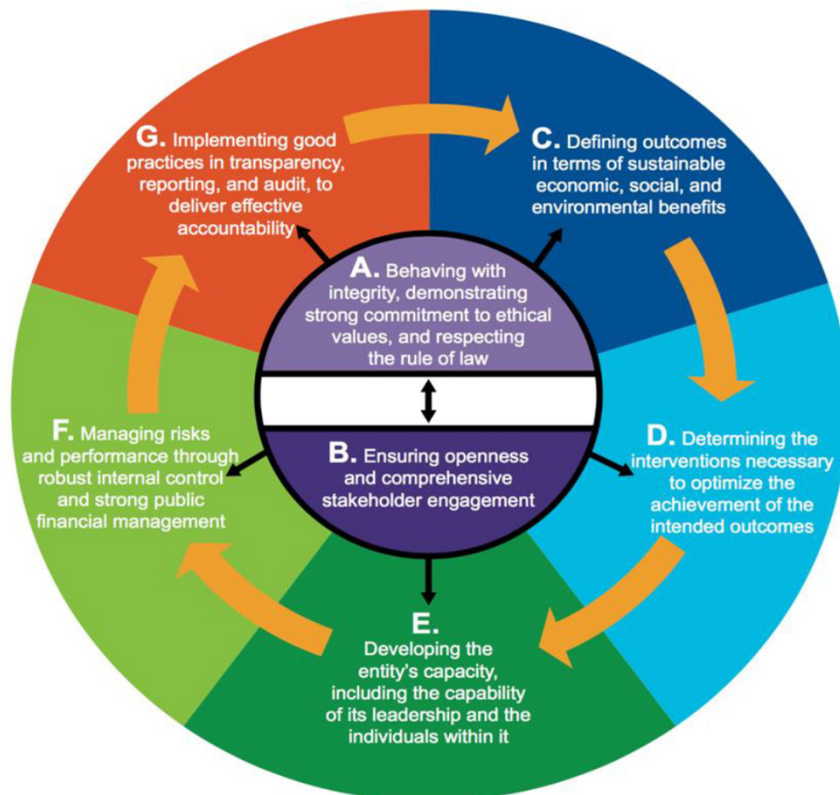 A. Behaving with
integrity, demonstrating
strong commitment to ethical
values, and respecting
the rule of law
B. Ensuring openness
and comprehensive
stakeholder engagement
C. Defining outcomes
in terms of sustainable
economic, social, and
environmental benefits
D. Determining the
interventions necessary
to optimize the
achievement of the
intended outcomes
E.
Developing the
entity's capacity,
including the capability
of its leadership and the
individuals within it
F. Managing risks
and performance through
robust internal control
and strong public
financial management
G. Implementing good
practices in transparency,
reporting, and audit, to
deliver effective
accountability